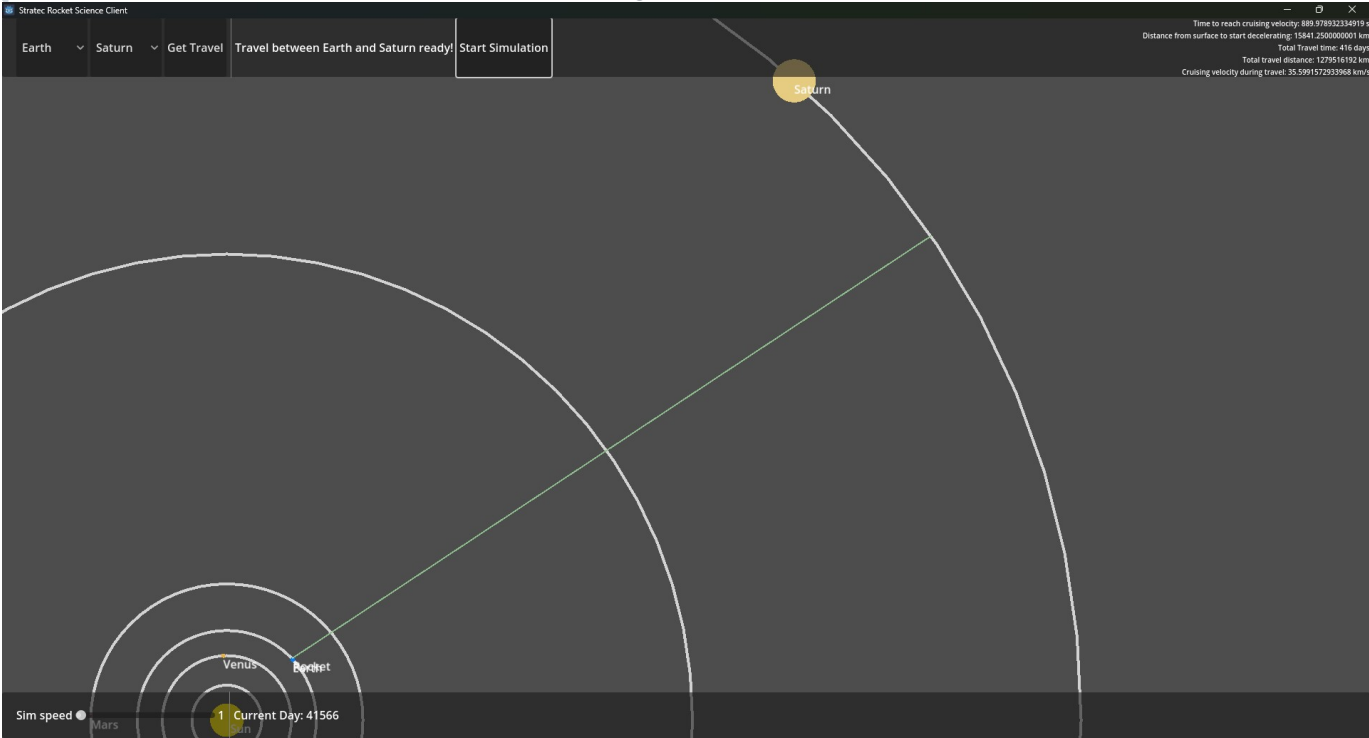 Stratec Rocket Science Client
Earth Saturn Get Travel Travel between Earth and Saturn ready! Start Simulation
Time to reach cruising velocity: 889.978932334919 s
Distance from surface to start decelerating: 15841.2500000001 km
Total Travel time: 416 days
Total travel distance: 1279516192 km
Cruising velocity during travel: 35.5991572933968 km/s
Saturn
Venus
Rocket
Earth
Sim speed 1 Current Day: 41566
Mars
Sun